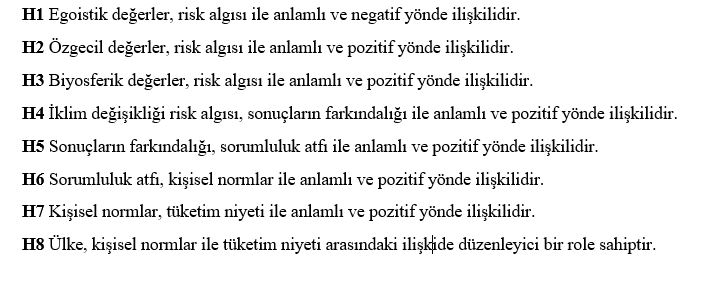 H1 Egoistik değerler, risk algısı ile anlamlı ve negatif yönde ilişkilidir.
H2 Özgecil değerler, risk algısı ile anlamlı ve pozitif yönde ilişkilidir.
H3 Biyosferik değerler, risk algısı ile anlamlı ve pozitif yönde ilişkilidir.
H4 İklim değişikliği risk algısı, sonuçların farkındalığı ile anlamlı ve pozitif yönde ilişkilidir.
H5 Sonuçların farkındalığı, sorumluluk atfı ile anlamlı ve pozitif yönde ilişkilidir.
H6 Sorumluluk atfı, kişisel normlar ile anlamlı ve pozitif yönde ilişkilidir.
H7 Kişisel normlar, tüketim niyeti ile anlamlı ve pozitif yönde ilişkilidir.
H8 Ülke, kişisel normlar ile tüketim niyeti arasındaki ilişkide düzenleyici bir role sahiptir.